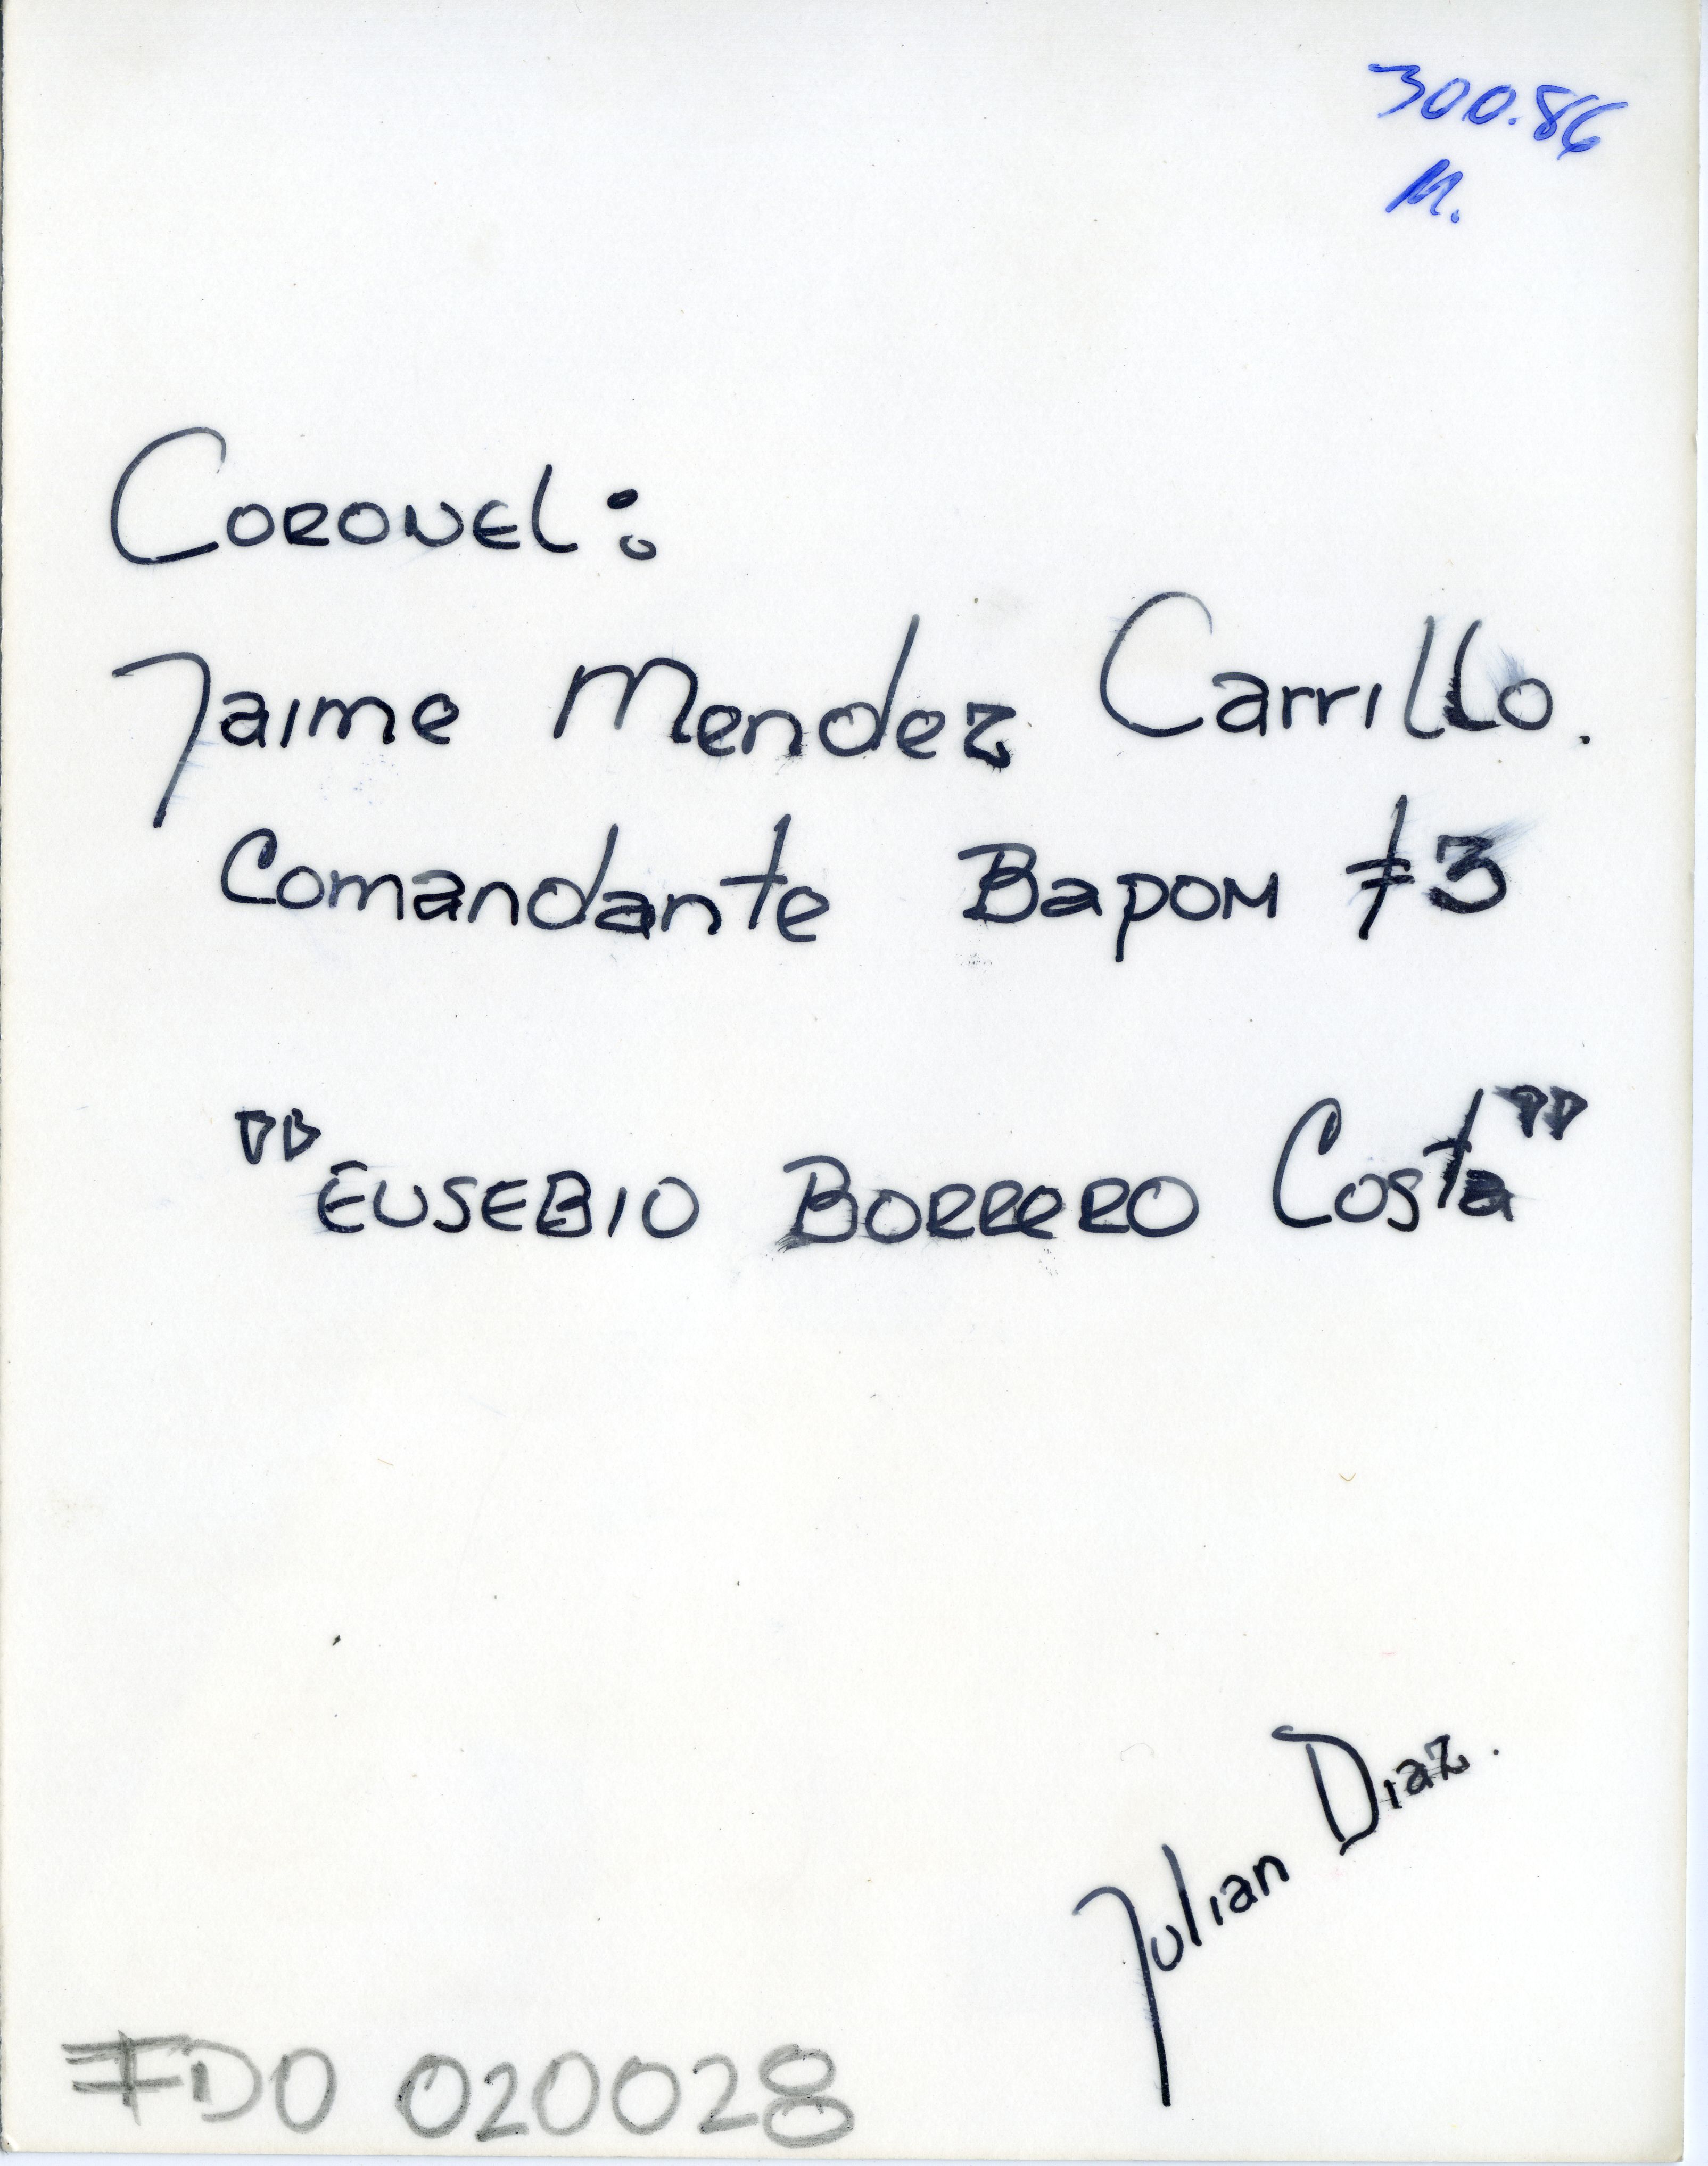 300.86
M.
Coronel:
Jaime Mendez Carrillo.
Comandante Bapom #3
"Eusebio Borrero Costa"
Julian Diaz.
FDO 020028